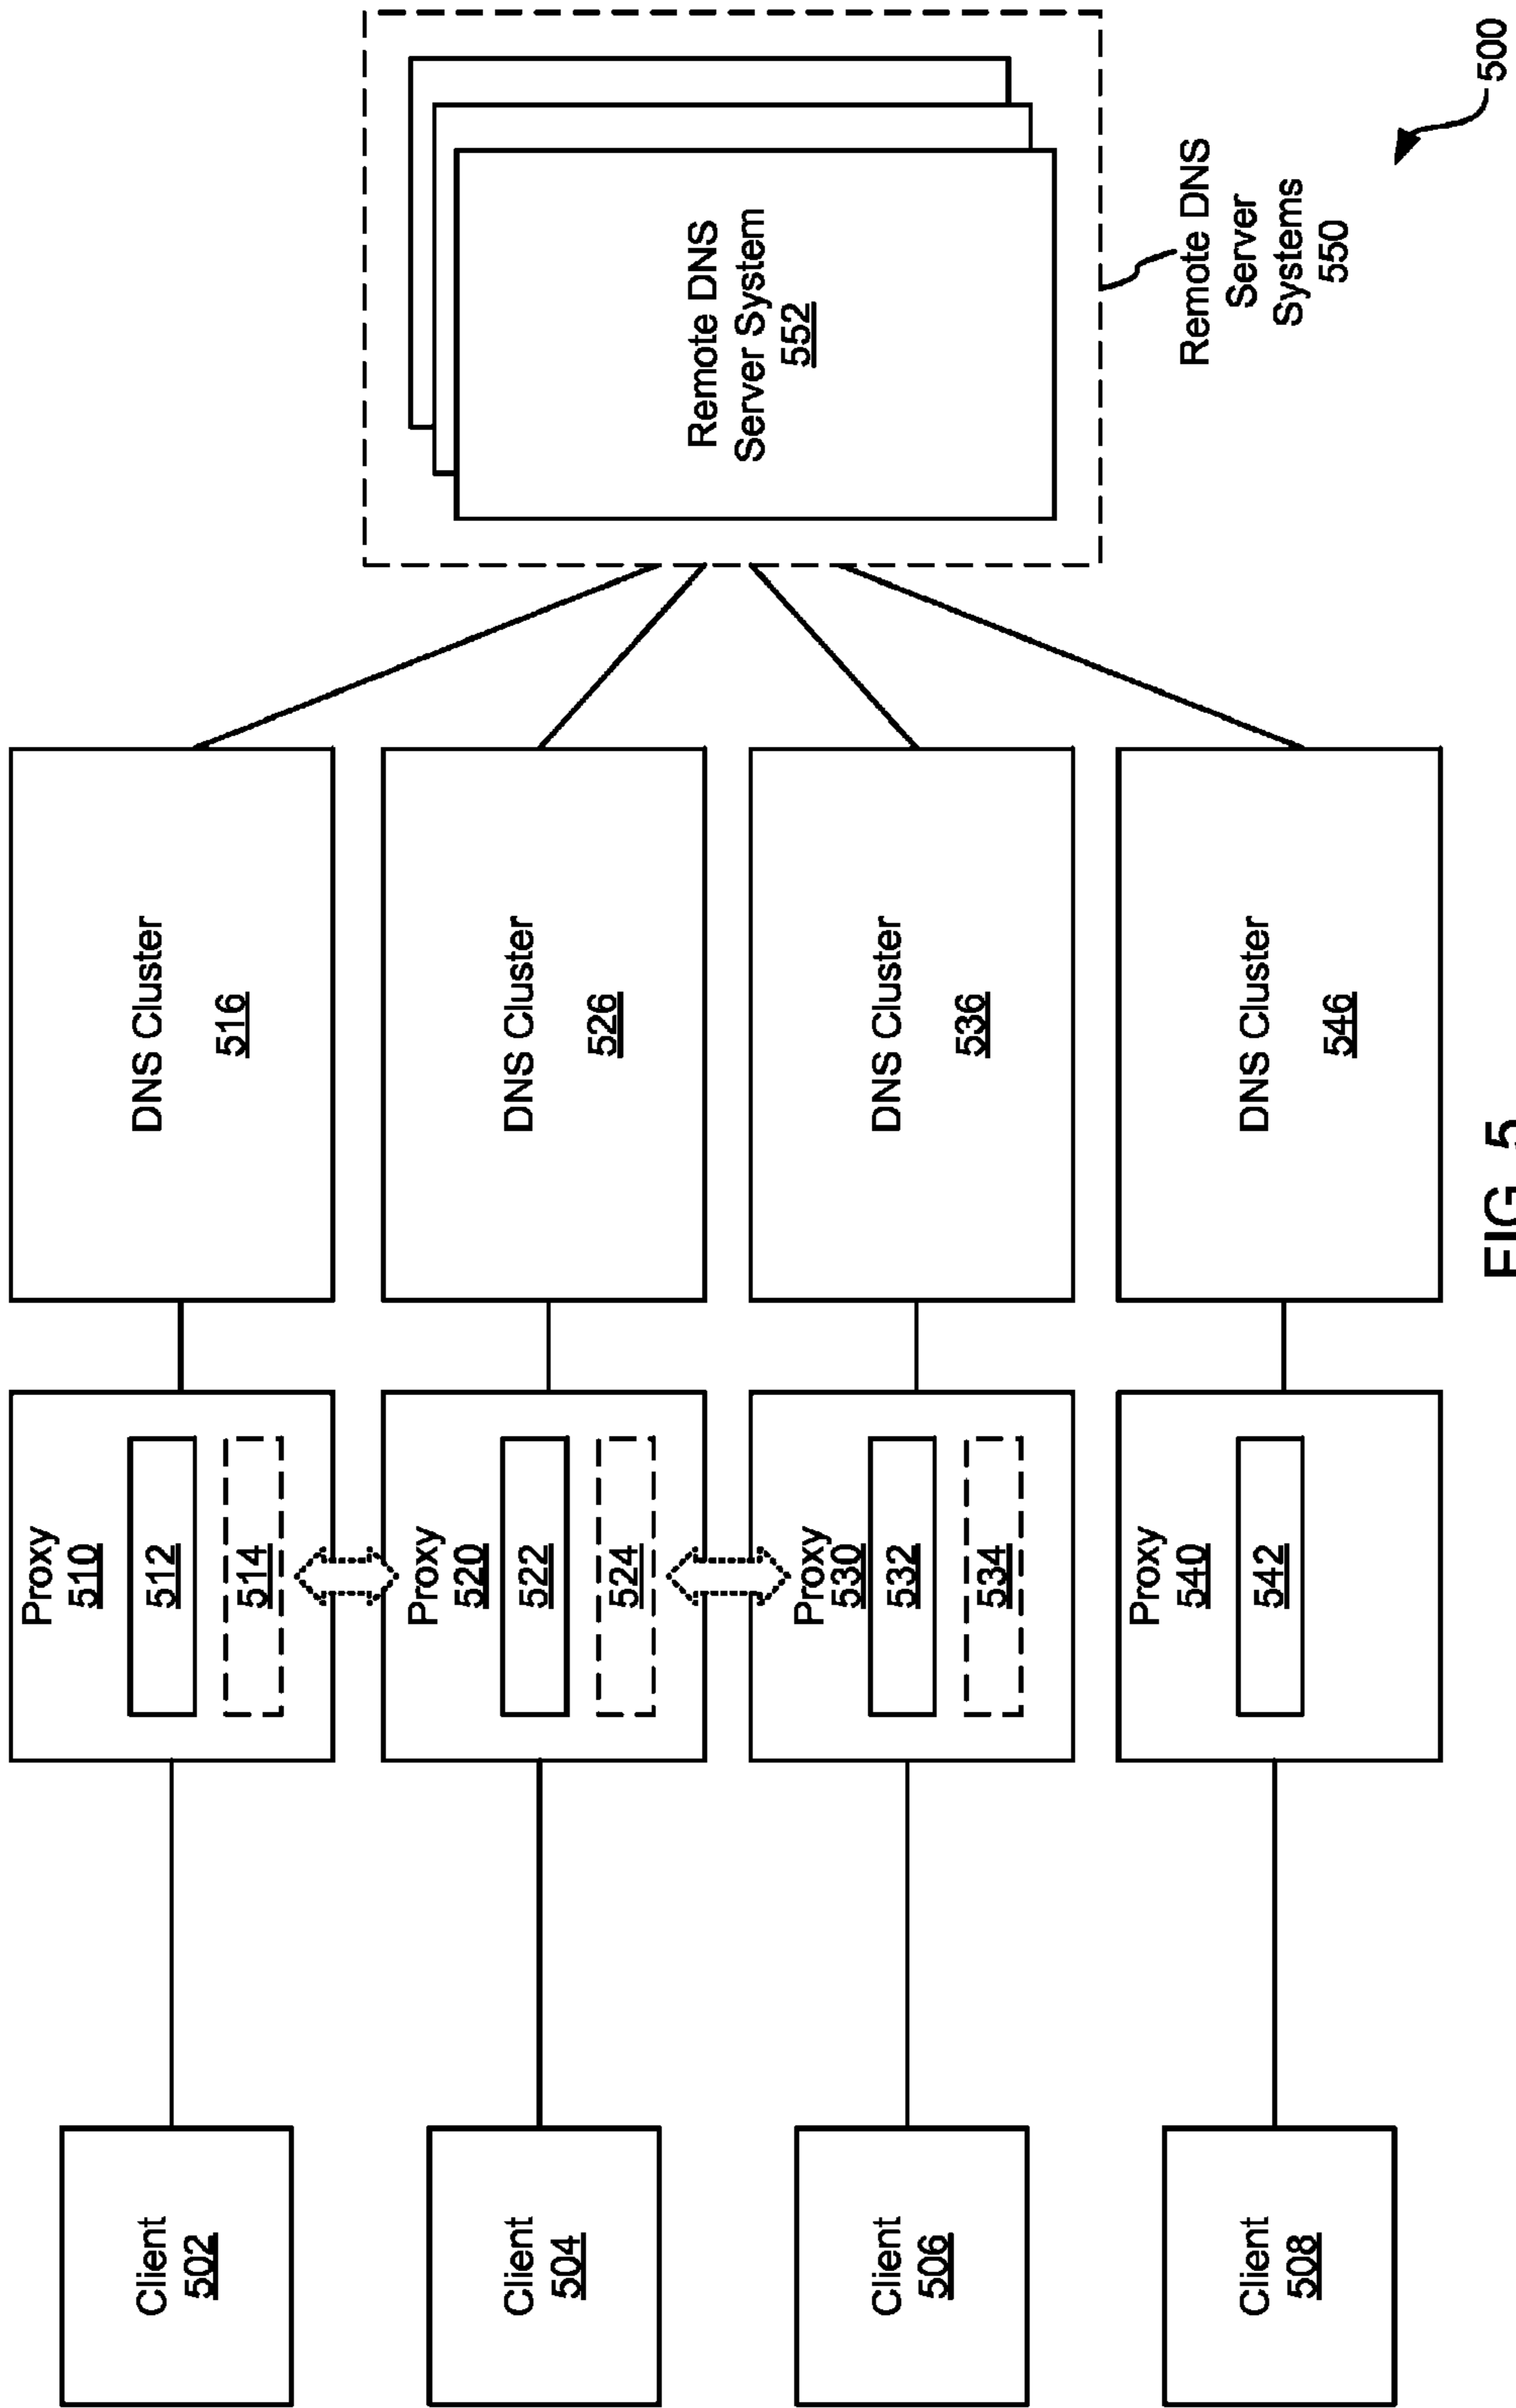 Client
502
Proxy
510
512
514
DNS Cluster
516
Client
504
Proxy
520
522
524
DNS Cluster
526
Client
506
Proxy
530
532
534
DNS Cluster
536
Client
508
Proxy
540
542
DNS Cluster
546
Remote DNS
Server System
552
Remote DNS
Server
Systems
550
500
FIG. 5